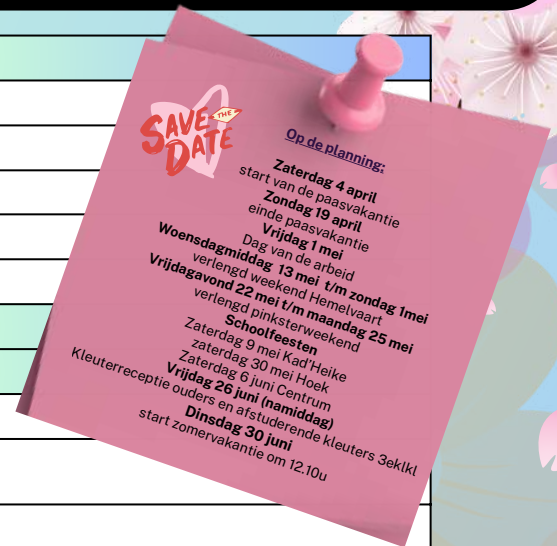 SAVE THE
DATE
Op de planning:
Zaterdag 4 april
start van de paasvakantie
Zondag 19 april
einde paasvakantie
Vrijdag 1 mei
Dag van de arbeid
Woensdagmiddag 13 mei t/m zondag 1mei
verlengd weekend Hemelvaart
Vrijdagavond 22 mei t/m maandag 25 mei
verlengd pinksterweekend
Schoolfeesten
Zaterdag 9 mei Kad'Heike
zaterdag 30 mei Hoek
Zaterdag 6 juni Centrum
Vrijdag 26 juni (namiddag)
Kleuterreceptie ouders en afstuderende kleuters 3eklkl
Dinsdag 30 juni
start zomervakantie om 12.10u